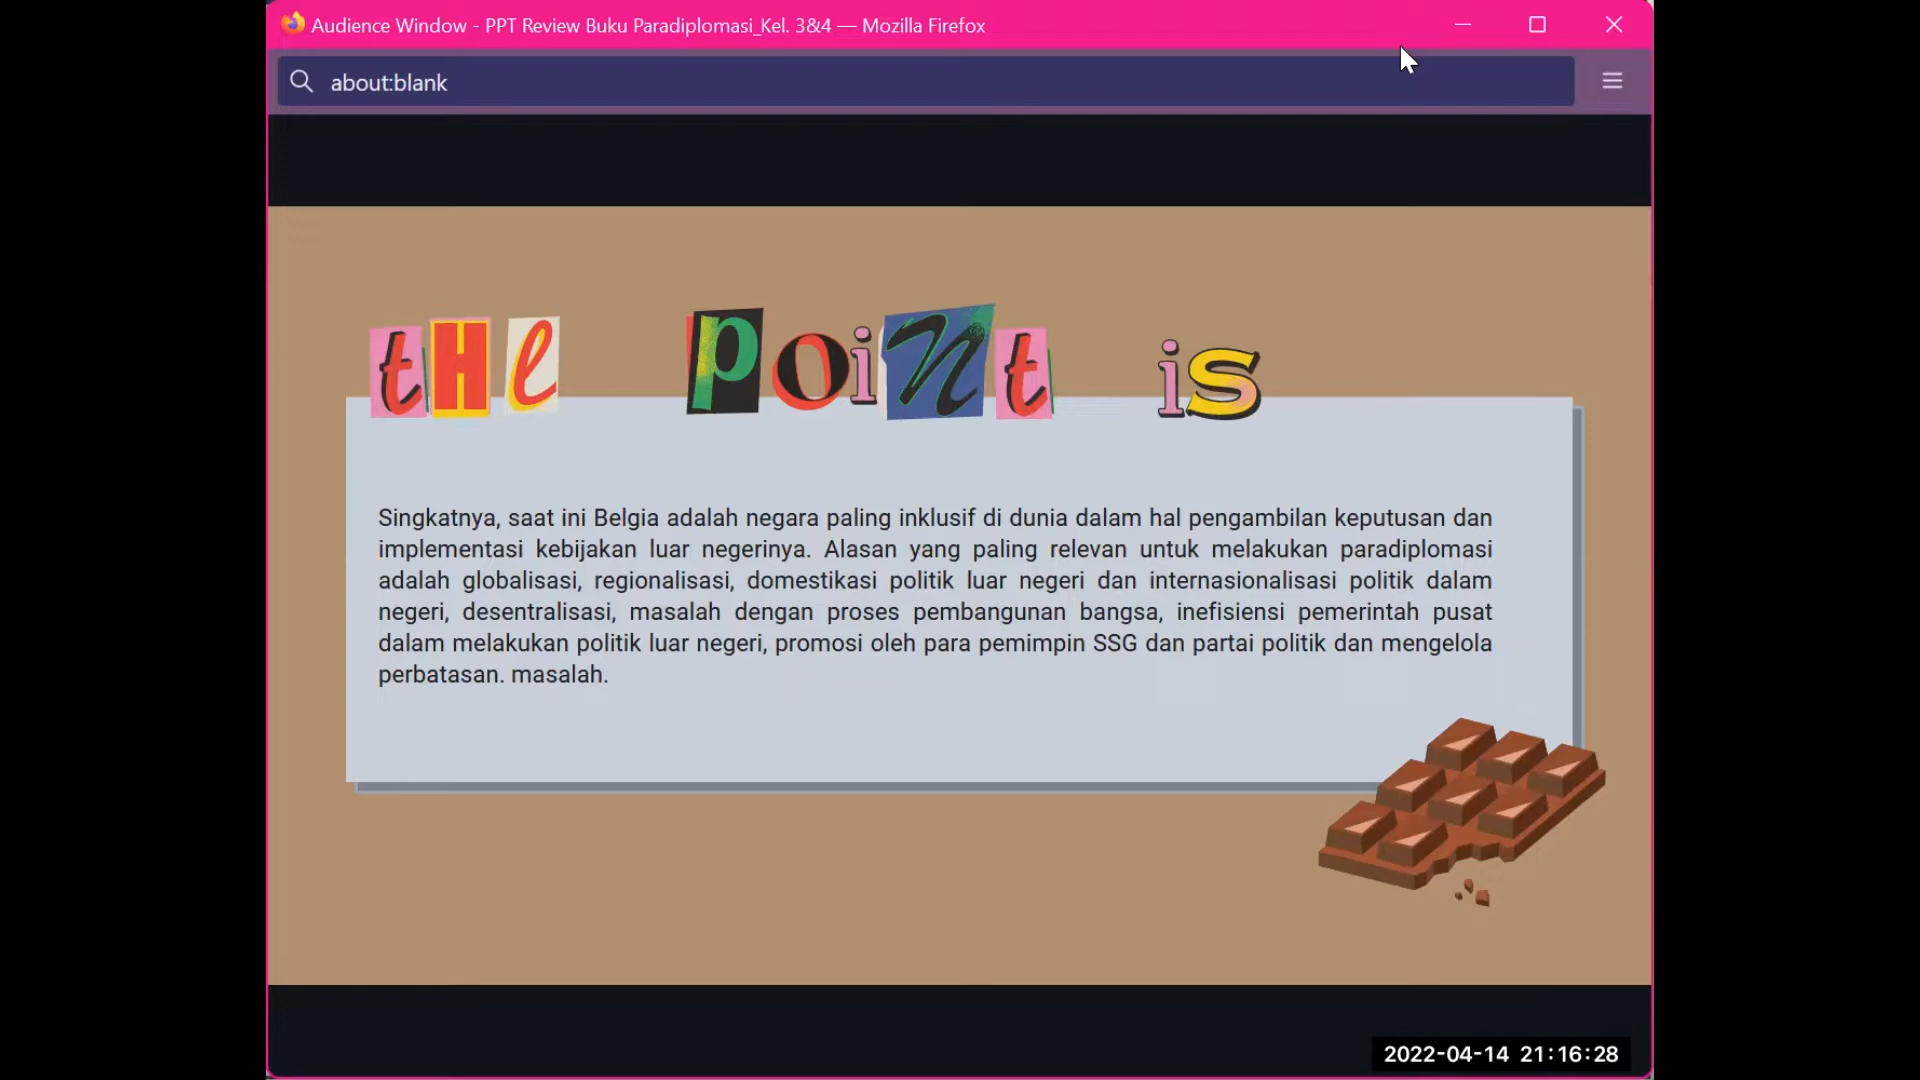 Audience Window - PPT Review Buku Paradiplomasi_Kel. 3&4 — Mozilla Firefox
about:blank
tHe PoiNt is
Singkatnya, saat ini Belgia adalah negara paling inklusif di dunia dalam hal pengambilan keputusan dan
implementasi kebijakan luar negerinya. Alasan yang paling relevan untuk melakukan paradiplomasi
adalah globalisasi, regionalisasi, domestikasi politik luar negeri dan internasionalisasi politik dalam
negeri, desentralisasi, masalah dengan proses pembangunan bangsa, inefisiensi pemerintah pusat
dalam melakukan politik luar negeri, promosi oleh para pemimpin SSG dan partai politik dan mengelola
perbatasan. masalah.
2022-04-14 21:16:28